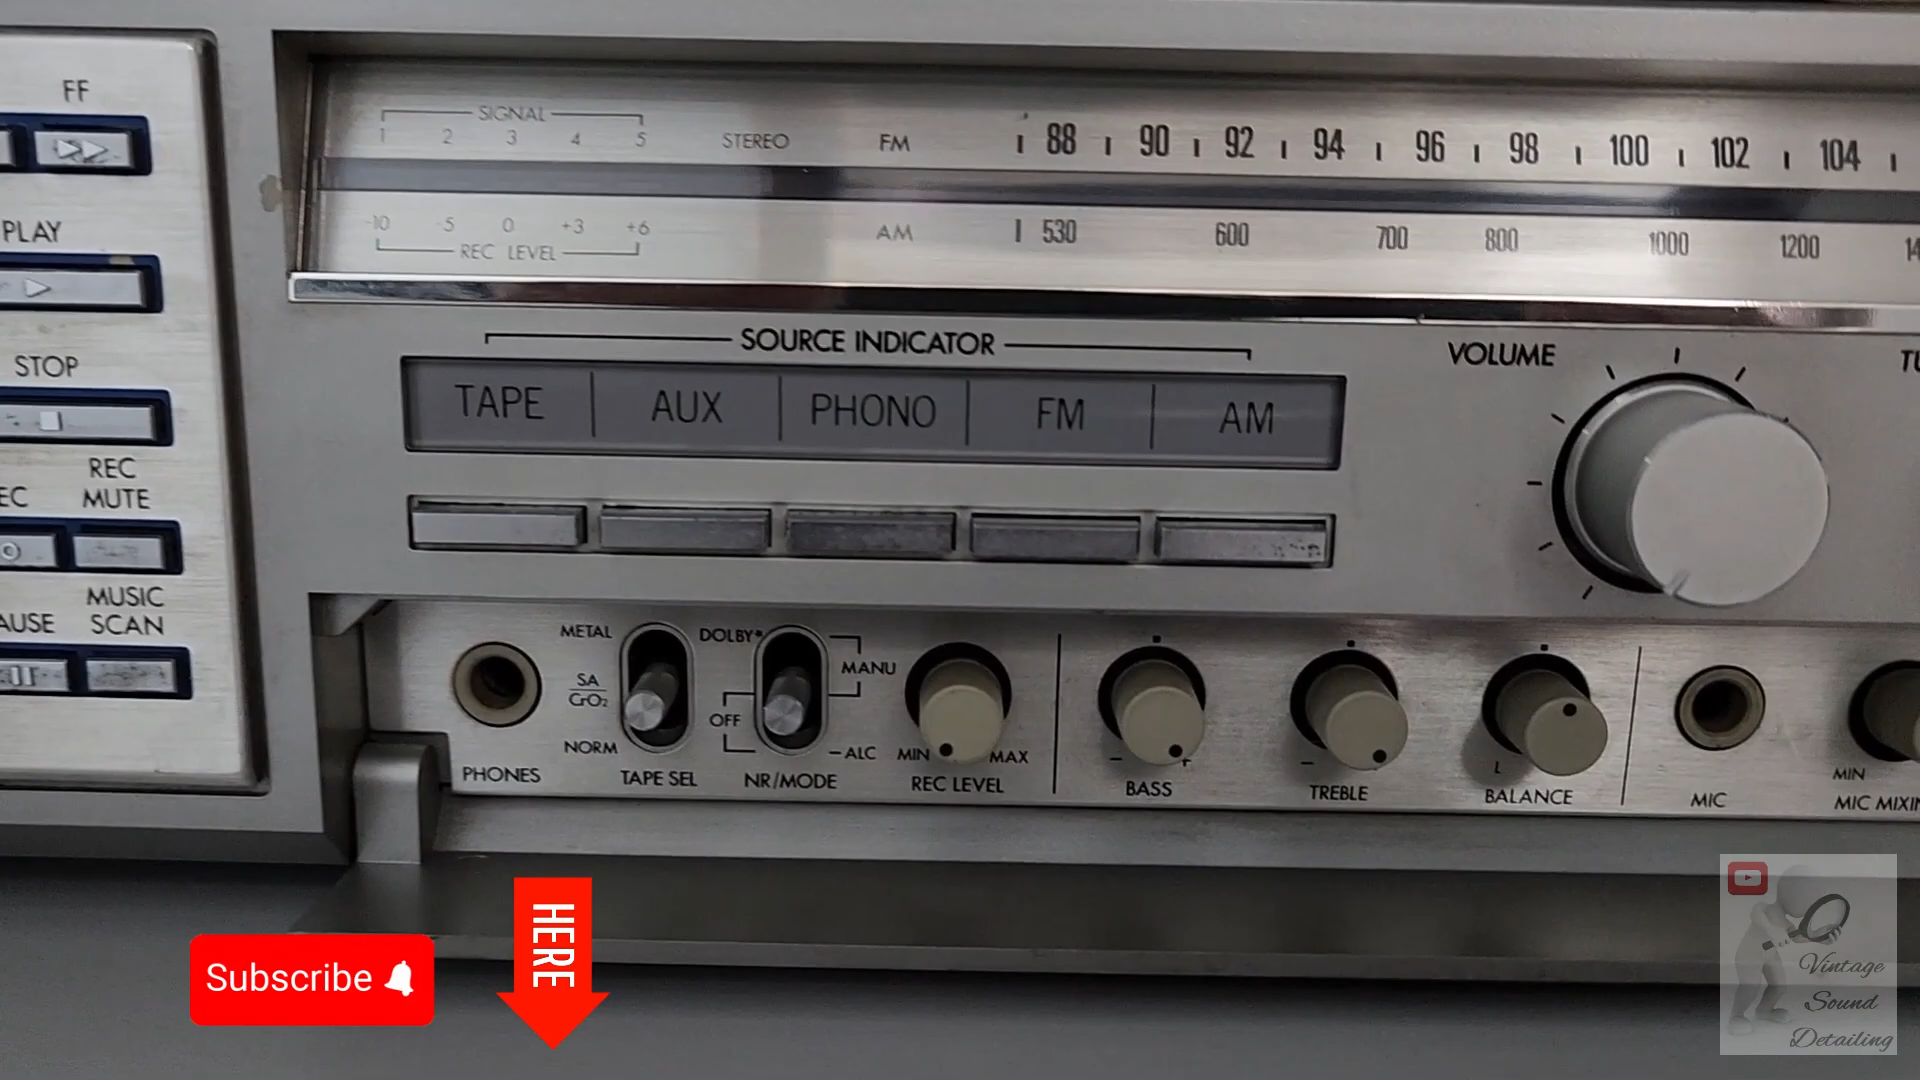 FF
PLAY
STOP
REC
MUTE
MUSIC
SCAN
SIGNAL
1 2 3 4 5
STEREO
FM
88 90 92 94 96 98 100 102 104
-10 -5 0 +3 +6
REC LEVEL
AM
530 600 700 800 1000 1200
SOURCE INDICATOR
TAPE AUX PHONO FM AM
VOLUME
METAL
SA
CrO2
NORM
PHONES
TAPE SEL
DOLBY*
MANU
OFF
ALC
NR/MODE
MIN MAX
REC LEVEL
- +
BASS
-
TREBLE
L
BALANCE
MIC
MIN
Subscribe
HERE
Vintage
Sound
Detailing